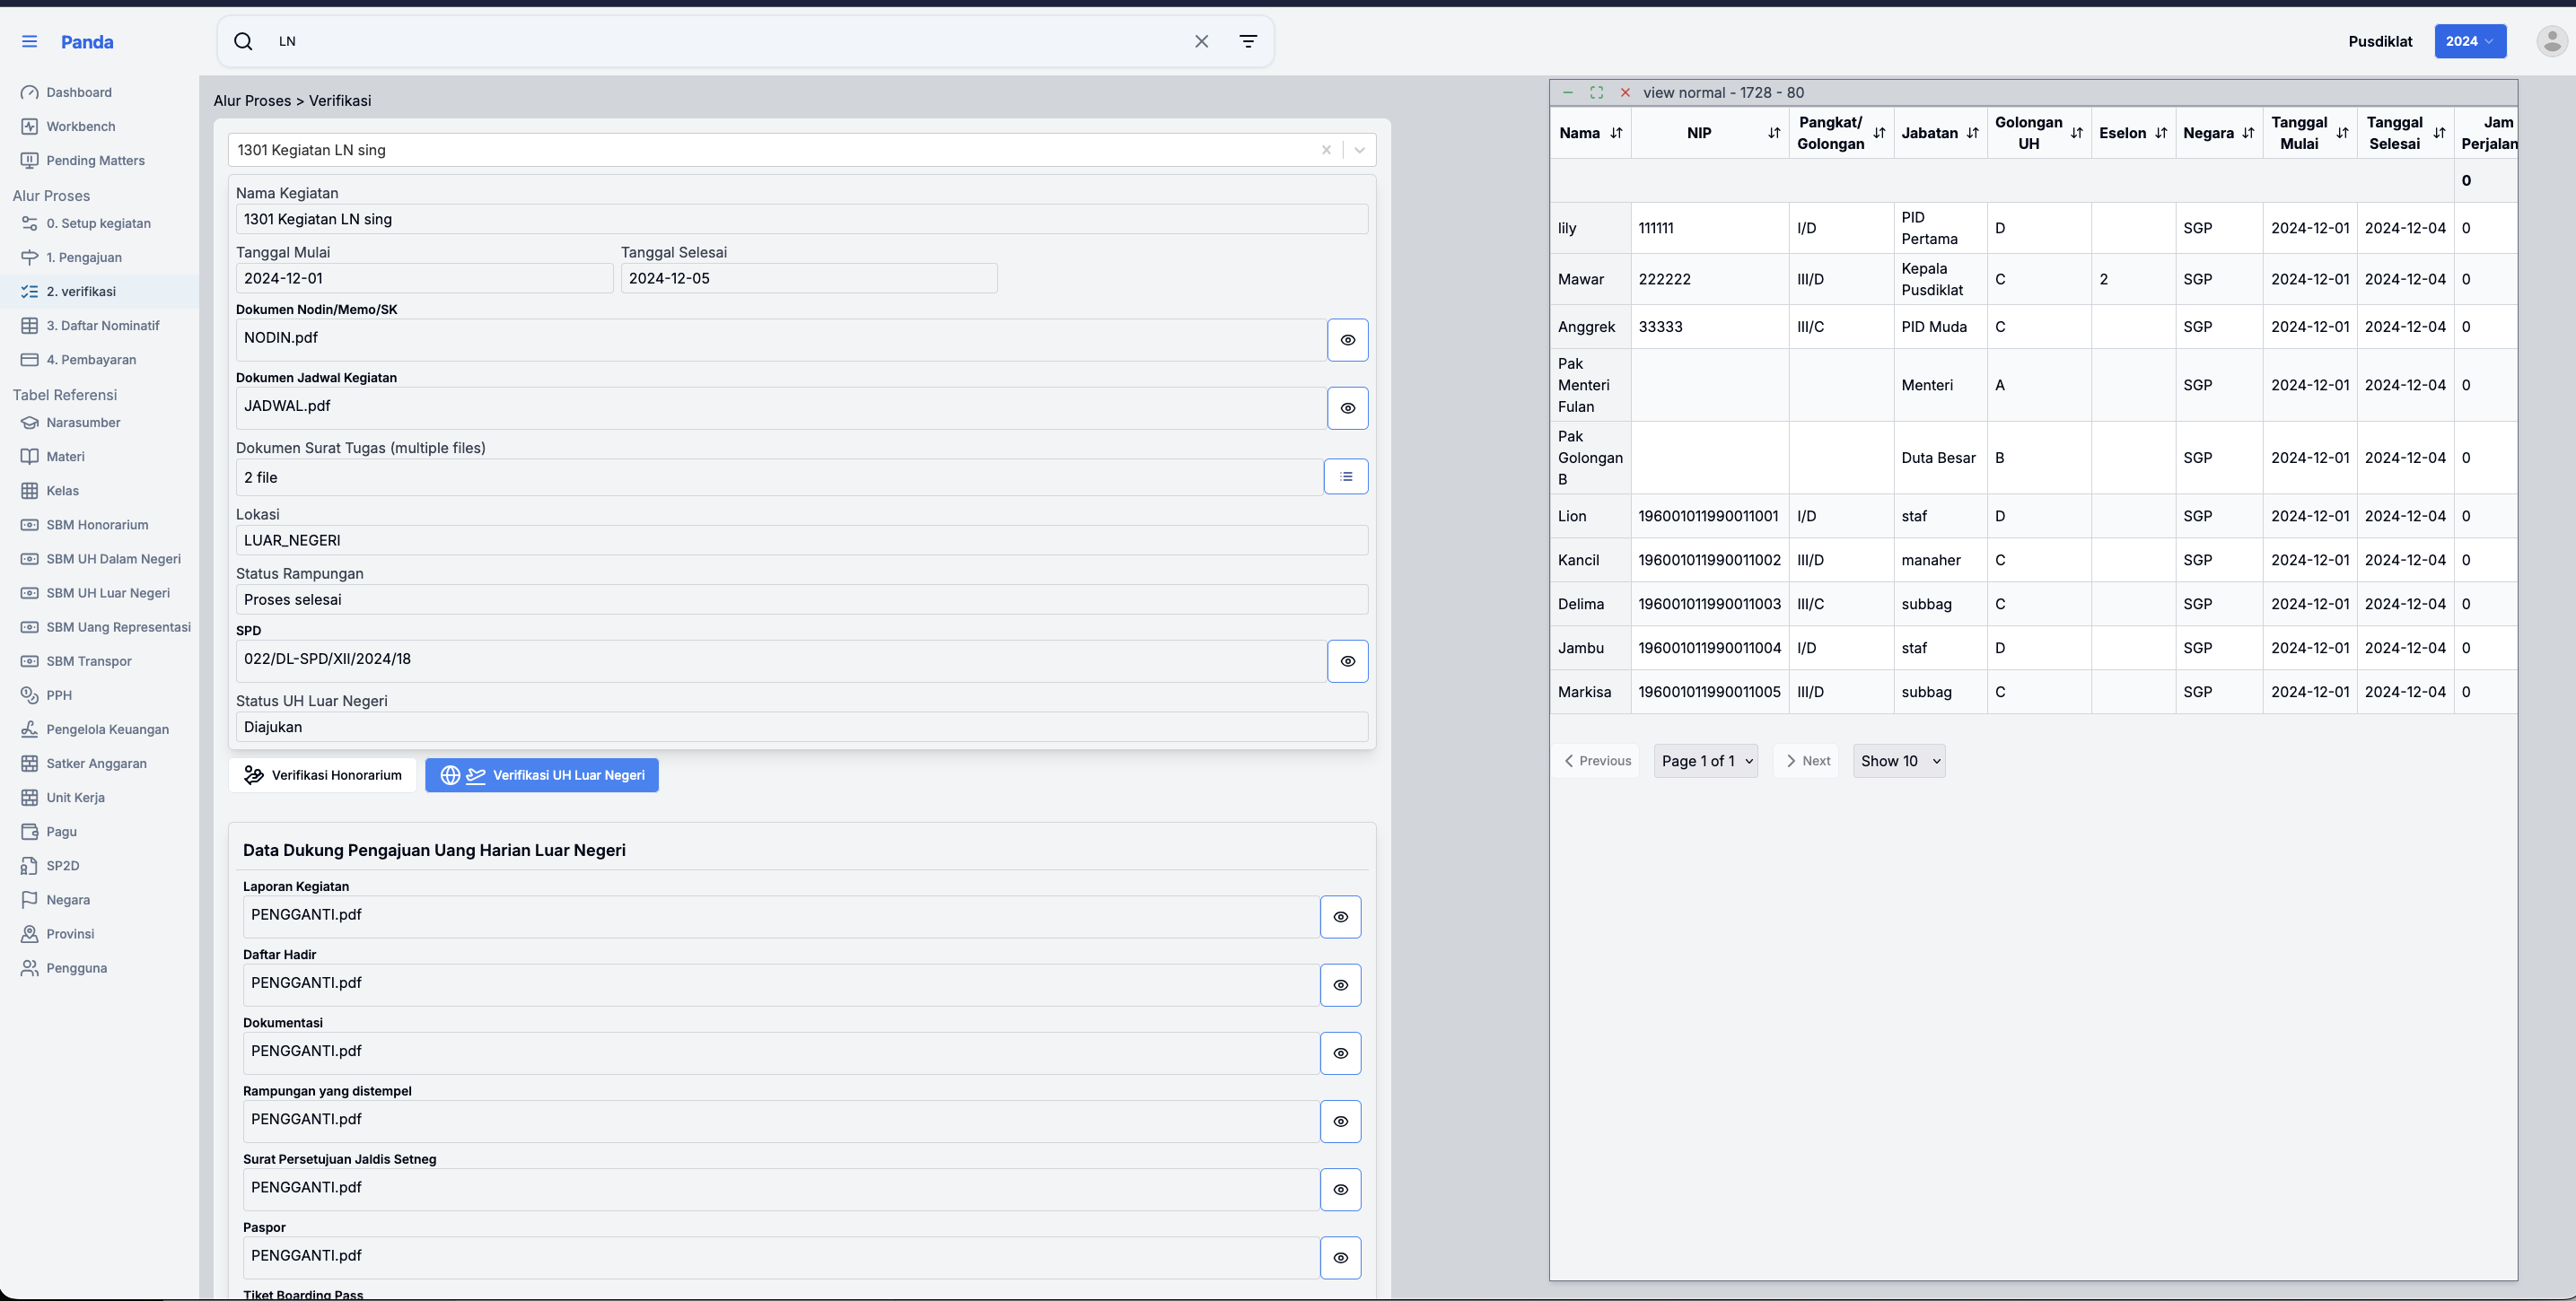 Panda
LN
Pusdiklat
2024
Dashboard
Workbench
Pending Matters
Alur Proses
0. Setup kegiatan
1. Pengajuan
2. verifikasi
3. Daftar Nominatif
4. Pembayaran
Tabel Referensi
Narasumber
Materi
Kelas
SBM Honorarium
SBM UH Dalam Negeri
SBM UH Luar Negeri
SBM Uang Representasi
SBM Transpor
PPH
Pengelola Keuangan
Satker Anggaran
Unit Kerja
Pagu
SP2D
Negara
Provinsi
Pengguna
Alur Proses > Verifikasi
1301 Kegiatan LN sing
Nama Kegiatan
1301 Kegiatan LN sing
Tanggal Mulai Tanggal Selesai
2024-12-01 2024-12-05
Dokumen Nodin/Memo/SK
NODIN.pdf
Dokumen Jadwal Kegiatan
JADWAL.pdf
Dokumen Surat Tugas (multiple files)
2 file
Lokasi
LUAR_NEGERI
Status Rampungan
Proses selesai
SPD
022/DL-SPD/XII/2024/18
Status UH Luar Negeri
Diajukan
Verifikasi Honorarium Verifikasi UH Luar Negeri
Data Dukung Pengajuan Uang Harian Luar Negeri
Laporan Kegiatan
PENGGANTI.pdf
Daftar Hadir
PENGGANTI.pdf
Dokumentasi
PENGGANTI.pdf
Rampungan yang distempel
PENGGANTI.pdf
Surat Persetujuan Jaldis Setneg
PENGGANTI.pdf
Paspor
PENGGANTI.pdf
Tiket Boarding Pass
view normal - 1728 - 80
Nama NIP Pangkat/ Golongan Jabatan Golongan UH Eselon Negara Tanggal Mulai Tanggal Selesai Jam Perjalan
0
lily 111111 I/D PID Pertama D SGP 2024-12-01 2024-12-04 0
Mawar 222222 III/D Kepala Pusdiklat C 2 SGP 2024-12-01 2024-12-04 0
Anggrek 33333 III/C PID Muda C SGP 2024-12-01 2024-12-04 0
Pak Menteri Fulan Menteri A SGP 2024-12-01 2024-12-04 0
Pak Golongan B Duta Besar B SGP 2024-12-01 2024-12-04 0
Lion 196001011990011001 I/D staf D SGP 2024-12-01 2024-12-04 0
Kancil 196001011990011002 III/D manaher C SGP 2024-12-01 2024-12-04 0
Delima 196001011990011003 III/C subbag C SGP 2024-12-01 2024-12-04 0
Jambu 196001011990011004 I/D staf D SGP 2024-12-01 2024-12-04 0
Markisa 196001011990011005 III/D subbag C SGP 2024-12-01 2024-12-04 0
Previous Page 1 of 1 Next Show 10